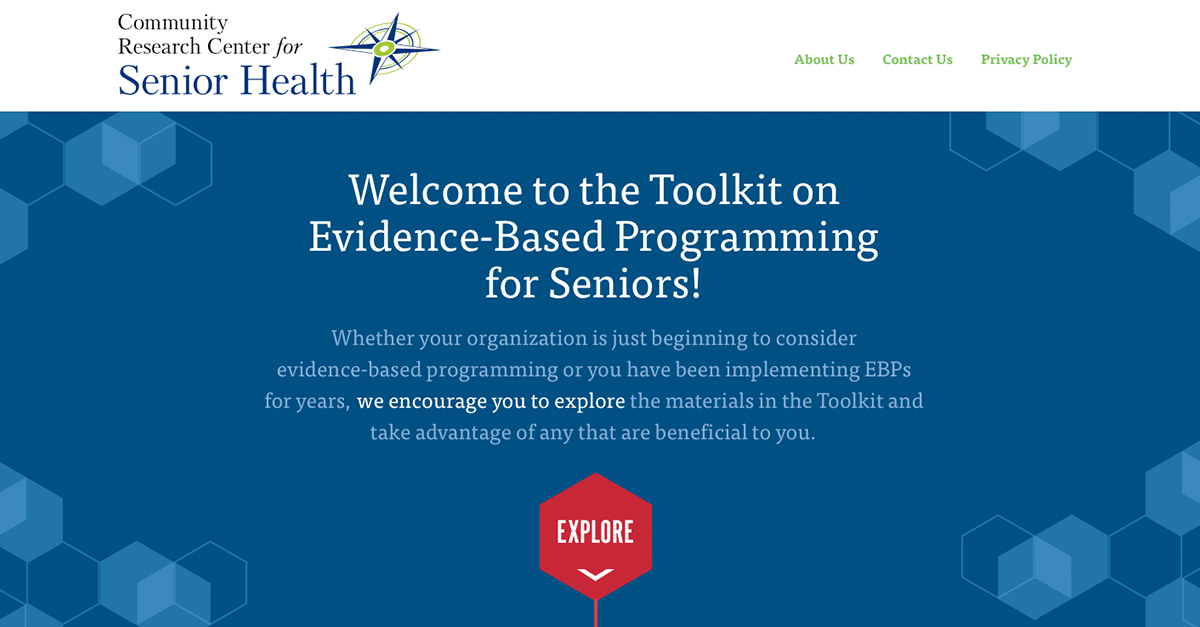 Community
Research Center for
Senior Health
About Us Contact Us Privacy Policy
Welcome to the Toolkit on
Evidence-Based Programming
for Seniors!
Whether your organization is just beginning to consider
evidence-based programming or you have been implementing EBPs
for years, we encourage you to explore the materials in the Toolkit and
take advantage of any that are beneficial to you.
EXPLORE